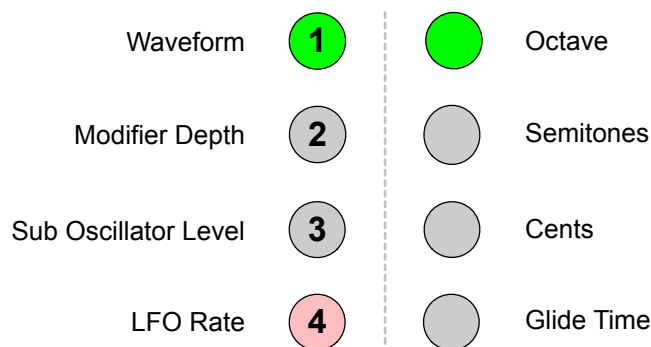 Waveform 1 Octave
Modifier Depth 2 Semitones
Sub Oscillator Level 3 Cents
LFO Rate 4 Glide Time